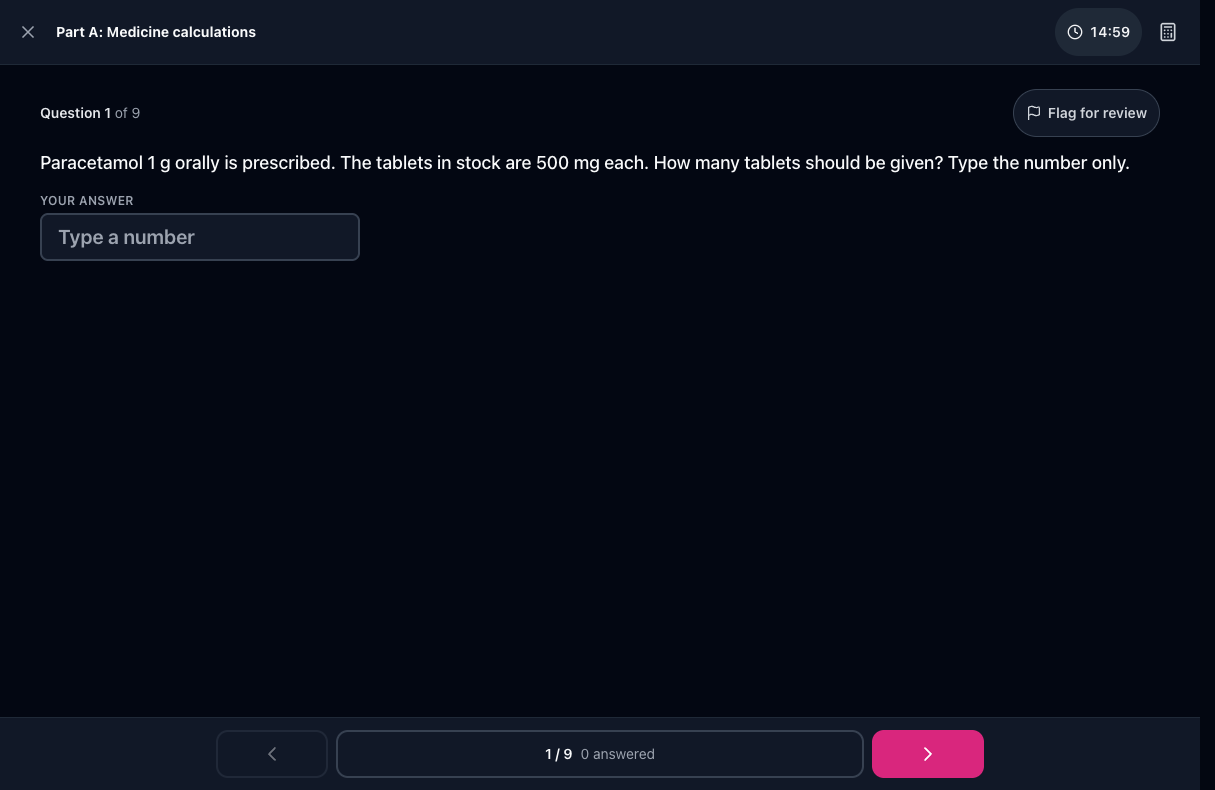 Part A: Medicine calculations
14:59
Question 1 of 9
Flag for review
Paracetamol 1 g orally is prescribed. The tablets in stock are 500 mg each. How many tablets should be given? Type the number only.
YOUR ANSWER
Type a number
1 / 9 0 answered